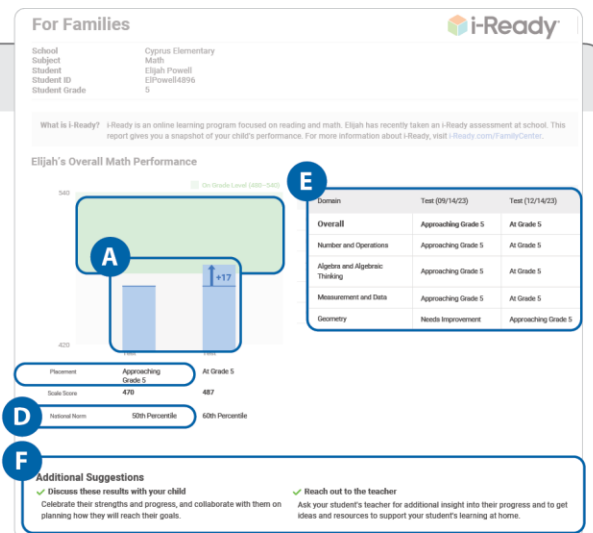 For Families
i-Ready
School Cyprus Elementary
Subject Math
Student Elijah Powell
Student ID ElPowell4896
Student Grade 5
What is i-Ready? i-Ready is an online learning program focused on reading and math. Elijah has recently taken an i-Ready assessment at school. This
report gives you a snapshot of your child's performance. For more information about i-Ready, visit i-Ready.com/FamilyCenter.
Elijah's Overall Math Performance
On Grade Level (480–540)
540
A
+17
420
Placement Approaching Grade 5 At Grade 5
Scale Score 470 487
D
National Norm 50th Percentile 60th Percentile
E
Domain Test (09/14/23) Test (12/14/23)
Overall Approaching Grade 5 At Grade 5
Number and Operations Approaching Grade 5 At Grade 5
Algebra and Algebraic
Thinking Approaching Grade 5 At Grade 5
Measurement and Data Approaching Grade 5 At Grade 5
Geometry Needs Improvement Approaching Grade 5
F
Additional Suggestions
Discuss these results with your child
Celebrate their strengths and progress, and collaborate with them on
planning how they will reach their goals.
Reach out to the teacher
Ask your student's teacher for additional insight into their progress and to get
ideas and resources to support your student's learning at home.